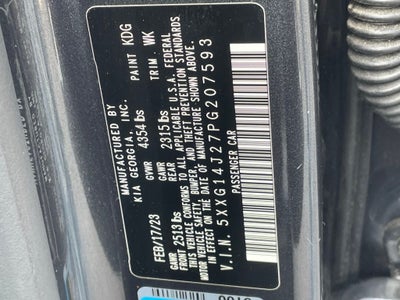 MANUFACTURED BY
KIA GEORGIA, INC. PAINT KDG
FEB/17/23 GVWR 4354 lbs TRIM WK
GAWR FRONT 2513 lbs GAWR REAR 2315 lbs
THIS VEHICLE CONFORMS TO ALL APPLICABLE U.S.A. FEDERAL
MOTOR VEHICLE SAFETY, BUMPER, AND THEFT PREVENTION STANDARDS
IN EFFECT ON THE DATE OF MANUFACTURE SHOWN ABOVE.
V.I.N. 5XXG14J27PG207593
PASSENGER CAR